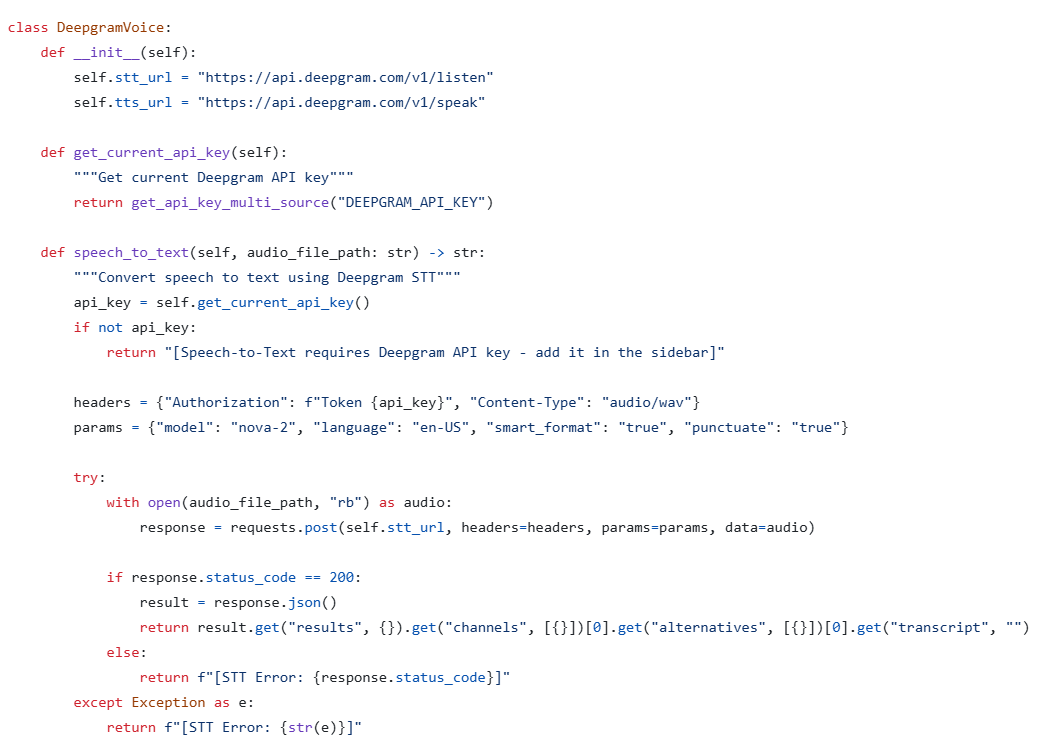 class DeepgramVoice:
    def __init__(self):
        self.stt_url = "https://api.deepgram.com/v1/listen"
        self.tts_url = "https://api.deepgram.com/v1/speak"

    def get_current_api_key(self):
        """Get current Deepgram API key"""
        return get_api_key_multi_source("DEEPGRAM_API_KEY")

    def speech_to_text(self, audio_file_path: str) -> str:
        """Convert speech to text using Deepgram STT"""
        api_key = self.get_current_api_key()
        if not api_key:
            return "[Speech-to-Text requires Deepgram API key - add it in the sidebar]"

        headers = {"Authorization": f"Token {api_key}", "Content-Type": "audio/wav"}
        params = {"model": "nova-2", "language": "en-US", "smart_format": "true", "punctuate": "true"}

        try:
            with open(audio_file_path, "rb") as audio:
                response = requests.post(self.stt_url, headers=headers, params=params, data=audio)

            if response.status_code == 200:
                result = response.json()
                return result.get("results", {}).get("channels", [{}])[0].get("alternatives", [{}])[0].get("transcript", "")
            else:
                return f"[STT Error: {response.status_code}]"
        except Exception as e:
            return f"[STT Error: {str(e)}]"